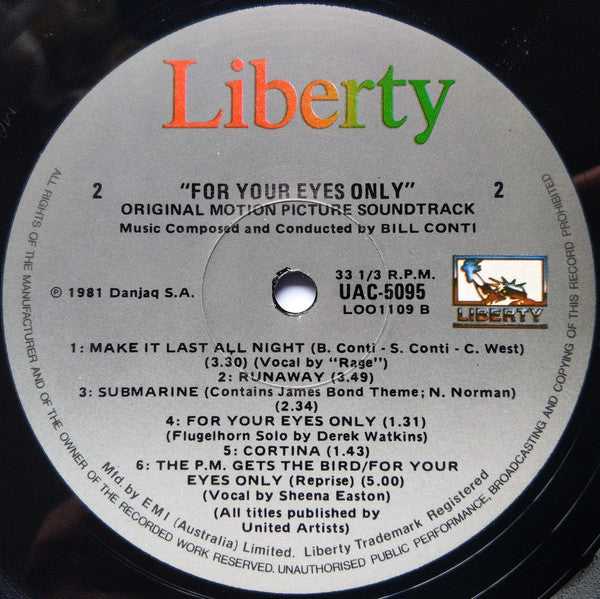 Liberty
2 "FOR YOUR EYES ONLY" 2
ORIGINAL MOTION PICTURE SOUNDTRACK
Music Composed and Conducted by BILL CONTI
33 1/3 R.P.M.
℗ 1981 Danjaq S.A. UAC-5095
LOO1109 B
LIBERTY
1: MAKE IT LAST ALL NIGHT (B. Conti - S. Conti - C. West)
(3.30) (Vocal by "Rage")
2: RUNAWAY (3.49)
3: SUBMARINE (Contains James Bond Theme; N. Norman)
(2.34)
4: FOR YOUR EYES ONLY (1.31)
(Flugelhorn Solo by Derek Watkins)
5: CORTINA (1.43)
6: THE P.M. GETS THE BIRD/FOR YOUR
EYES ONLY (Reprise) (5.00)
(Vocal by Sheena Easton)
(All titles published by
United Artists)
Mfd. by EMI (Australia) Limited. Liberty Trademark Registered
ALL RIGHTS OF THE MANUFACTURER AND OF THE OWNER OF THE RECORDED WORK RESERVED. UNAUTHORISED PUBLIC PERFORMANCE, BROADCASTING AND COPYING OF THIS RECORD PROHIBITED